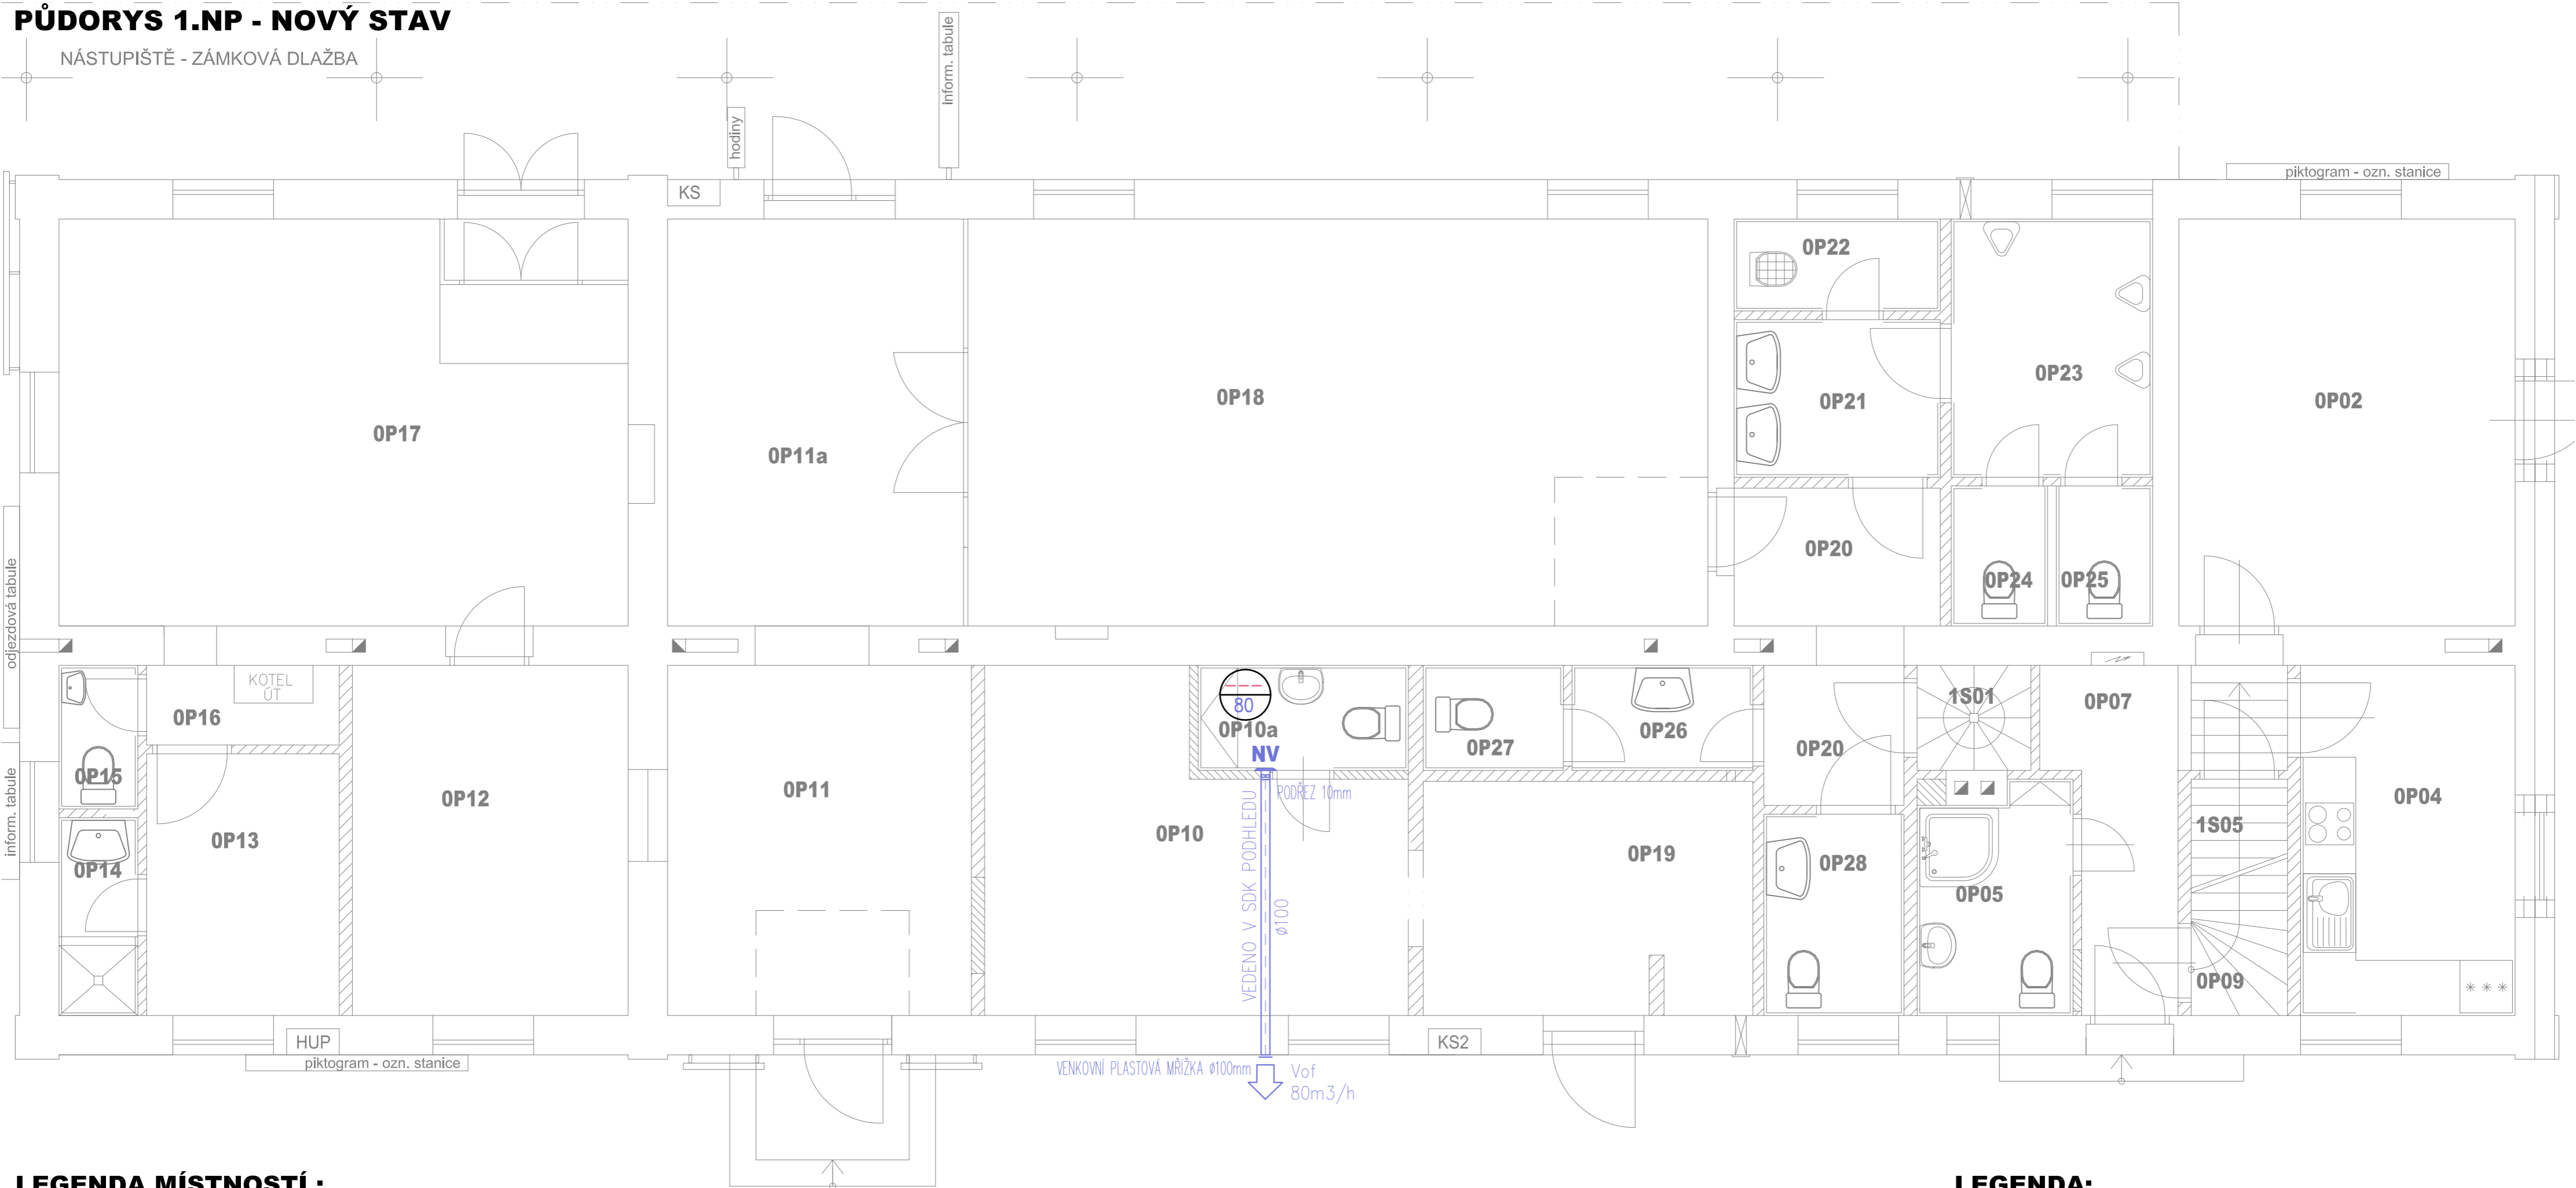 PŮDORYS 1.NP - NOVÝ STAV
NÁSTUPIŠTĚ - ZÁMKOVÁ DLAŽBA
inform. tabule
hodiny
KS
piktogram - ozn. stanice
0P22
0P23
0P18
0P21
0P02
0P17
0P11a
0P20
0P24
0P25
odjezdová tabule
KOTEL
ÚT
0P16
80
0P10a
NV
0P27
0P26
0P20
1S01
0P07
0P15
0P12
0P11
PODŘEZ 10mm
0P04
inform. tabule
0P13
0P14
0P10
VEDENO V SDK PODHLEDU
ø100
0P19
0P28
0P05
1S05
0P09
***
HUP
piktogram - ozn. stanice
KS2
VENKOVNÍ PLASTOVÁ MŘÍŽKA ø100mm
Vof
80m3/h
LEGENDA MÍSTNOSTÍ :
LEGENDA: